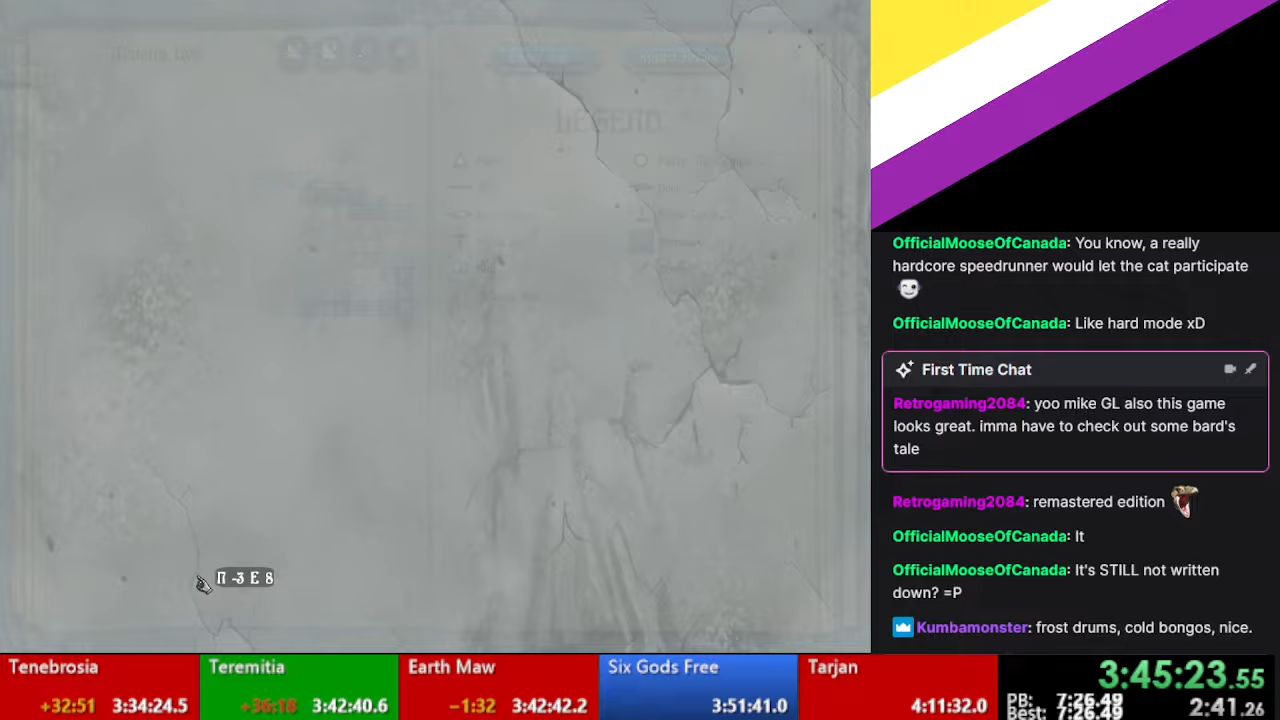 LEGEND
N -3 E 8
OfficialMooseOfCanada: You know, a really
hardcore speedrunner would let the cat participate
OfficialMooseOfCanada: Like hard mode xD
First Time Chat
Retrogaming2084: yoo mike GL also this game
looks great. imma have to check out some bard's
tale
Retrogaming2084: remastered edition
OfficialMooseOfCanada: It
OfficialMooseOfCanada: It's STILL not written
down? =P
Kumbamonster: frost drums, cold bongos, nice.
Tenebrosia
+32:51 3:34:24.5
Teremitia
+36:18 3:42:40.6
Earth Maw
−1:32 3:42:42.2
Six Gods Free
3:51:41.0
Tarjan
4:11:32.0
3:45:23.55
PB: 7:26.49
Best: 7:26.49
2:41.26